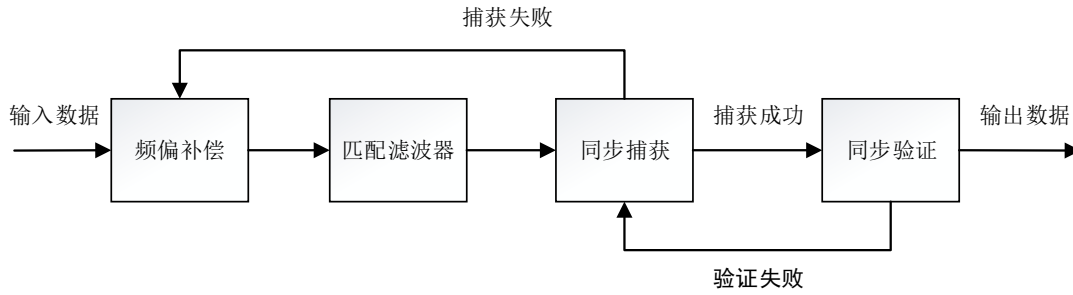 捕获失败
输入数据
频偏补偿
匹配滤波器
同步捕获
捕获成功
同步验证
输出数据
验证失败